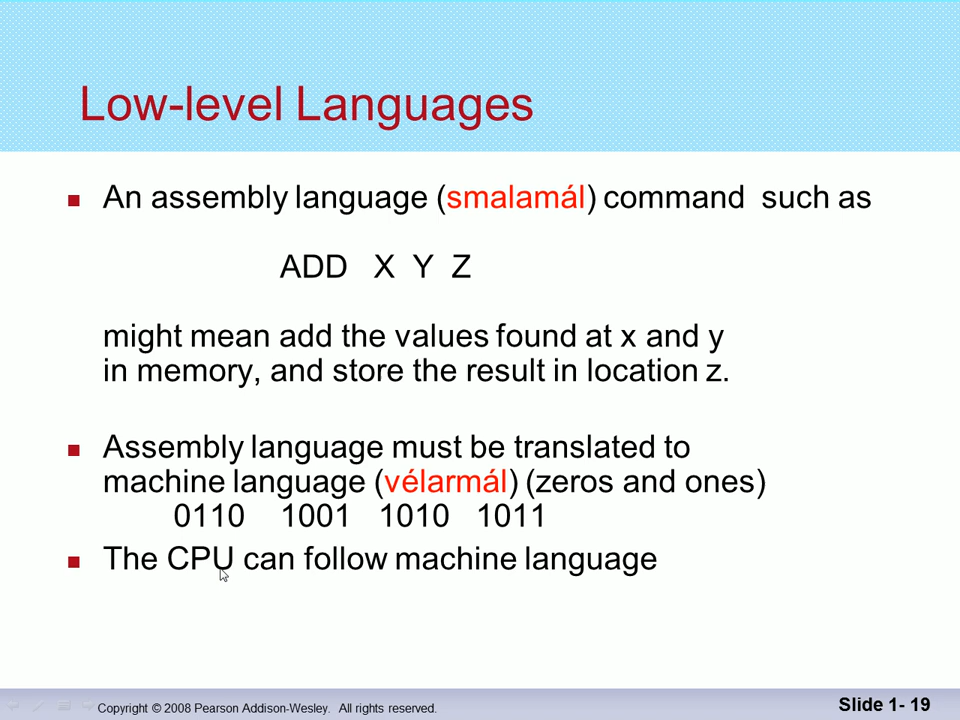 Low-level Languages
An assembly language (smalamál) command such as
ADD X Y Z
might mean add the values found at x and y
in memory, and store the result in location z.
Assembly language must be translated to
machine language (vélarmál) (zeros and ones)
0110 1001 1010 1011
The CPU can follow machine language
Copyright © 2008 Pearson Addison-Wesley. All rights reserved.
Slide 1- 19